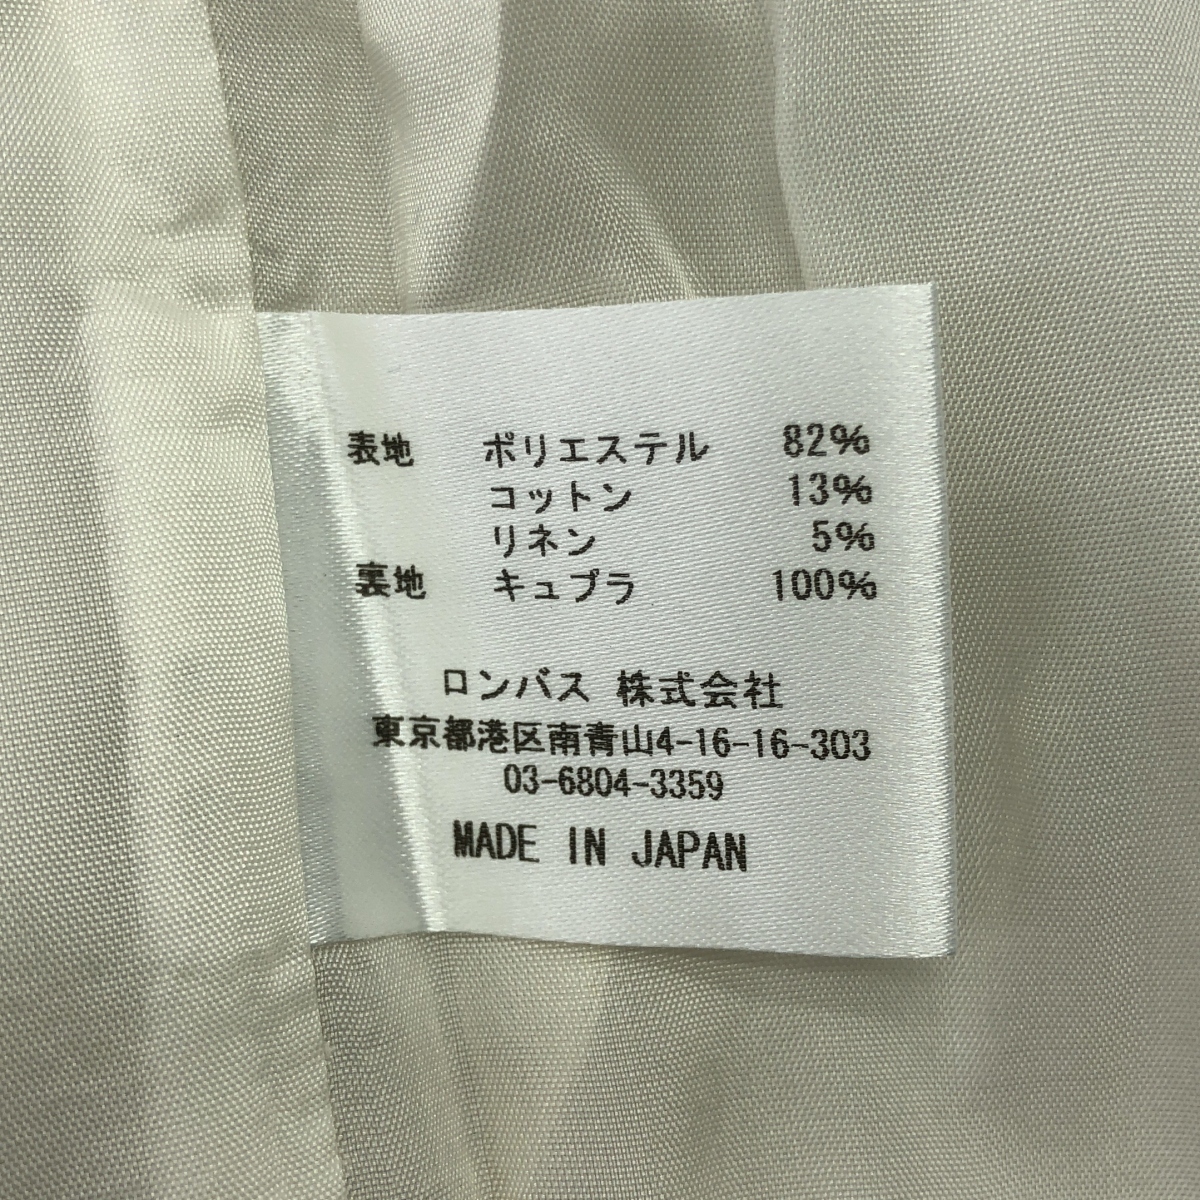 表地 ポリエステル 82%
コットン 13%
リネン 5%
裏地 キュプラ 100%
ロンバス 株式会社
東京都港区南青山4-16-16-303
03-6804-3359
MADE IN JAPAN